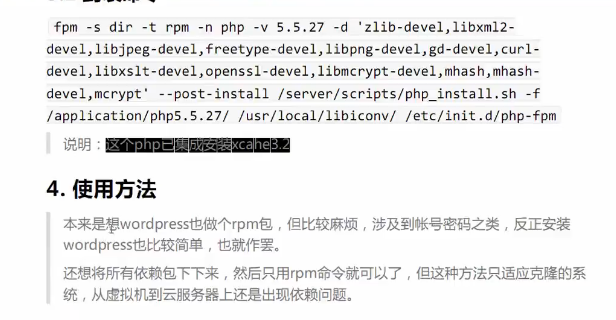 fpm -s dir -t rpm -n php -v 5.5.27 -d 'zlib-devel,libxml2-
devel,libjpeg-devel,freetype-devel,libpng-devel,gd-devel,curl-
devel,libxslt-devel,openssl-devel,libmcrypt-devel,mhash,mhash-
devel,mcrypt' --post-install /server/scripts/php_install.sh -f
/application/php5.5.27/ /usr/local/libiconv/ /etc/init.d/php-fpm
说明：这个php已集成安装xcahe3.2
4. 使用方法
本来是想wordpress也做个rpm包，但比较麻烦，涉及到帐号密码之类，反正安装
wordpress也比较简单，也就作罢。
还想将所有依赖包下下来，然后只用rpm命令就可以了，但这种方法只适应克隆的系
统，从虚拟机到云服务器上还是出现依赖问题。